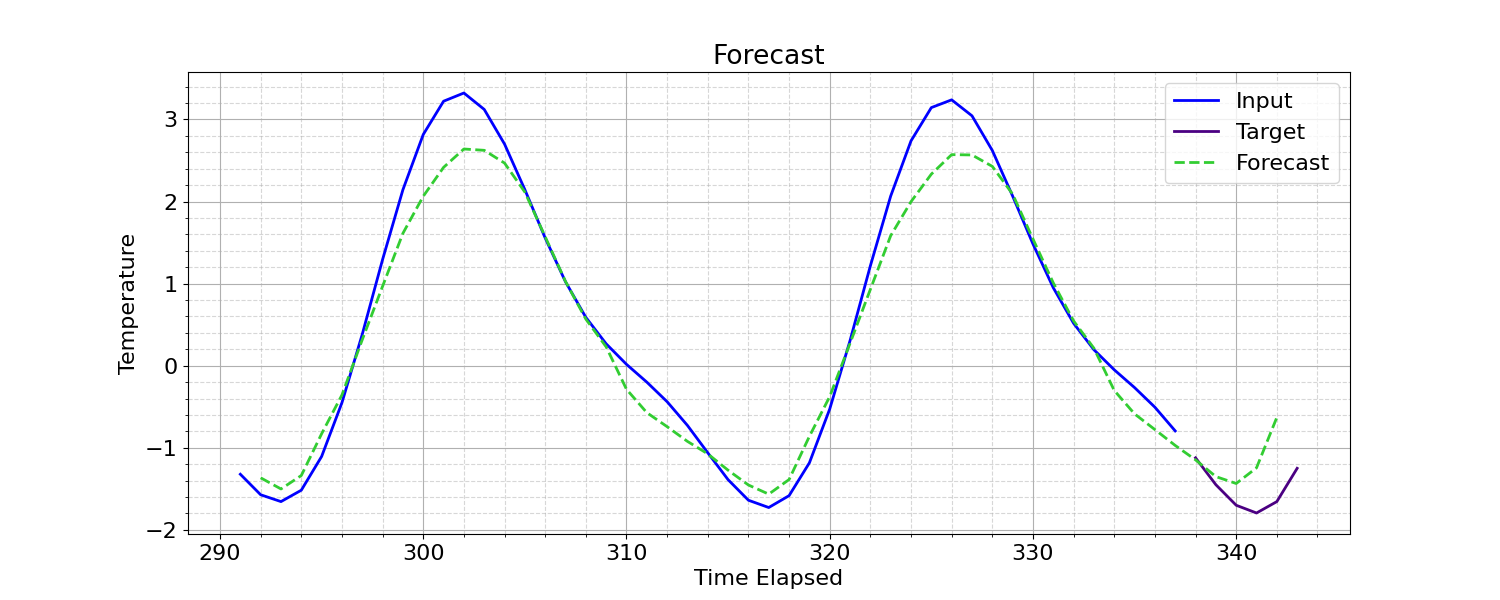 Forecast
Input
Target
Forecast
3
2
1
0
−1
−2
Temperature
290 300 310 320 330 340
Time Elapsed